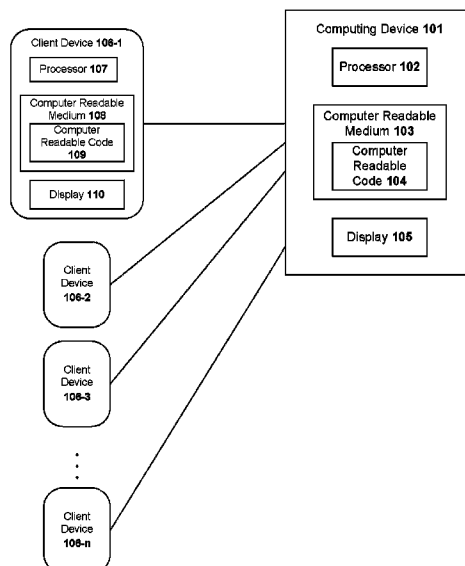 Client Device 106-1
Processor 107
Computer Readable
Medium 108
Computer
Readable Code
109
Display 110
Computing Device 101
Processor 102
Computer Readable
Medium 103
Computer
Readable
Code 104
Display 105
Client
Device
106-2
Client
Device
106-3
Client
Device
106-n